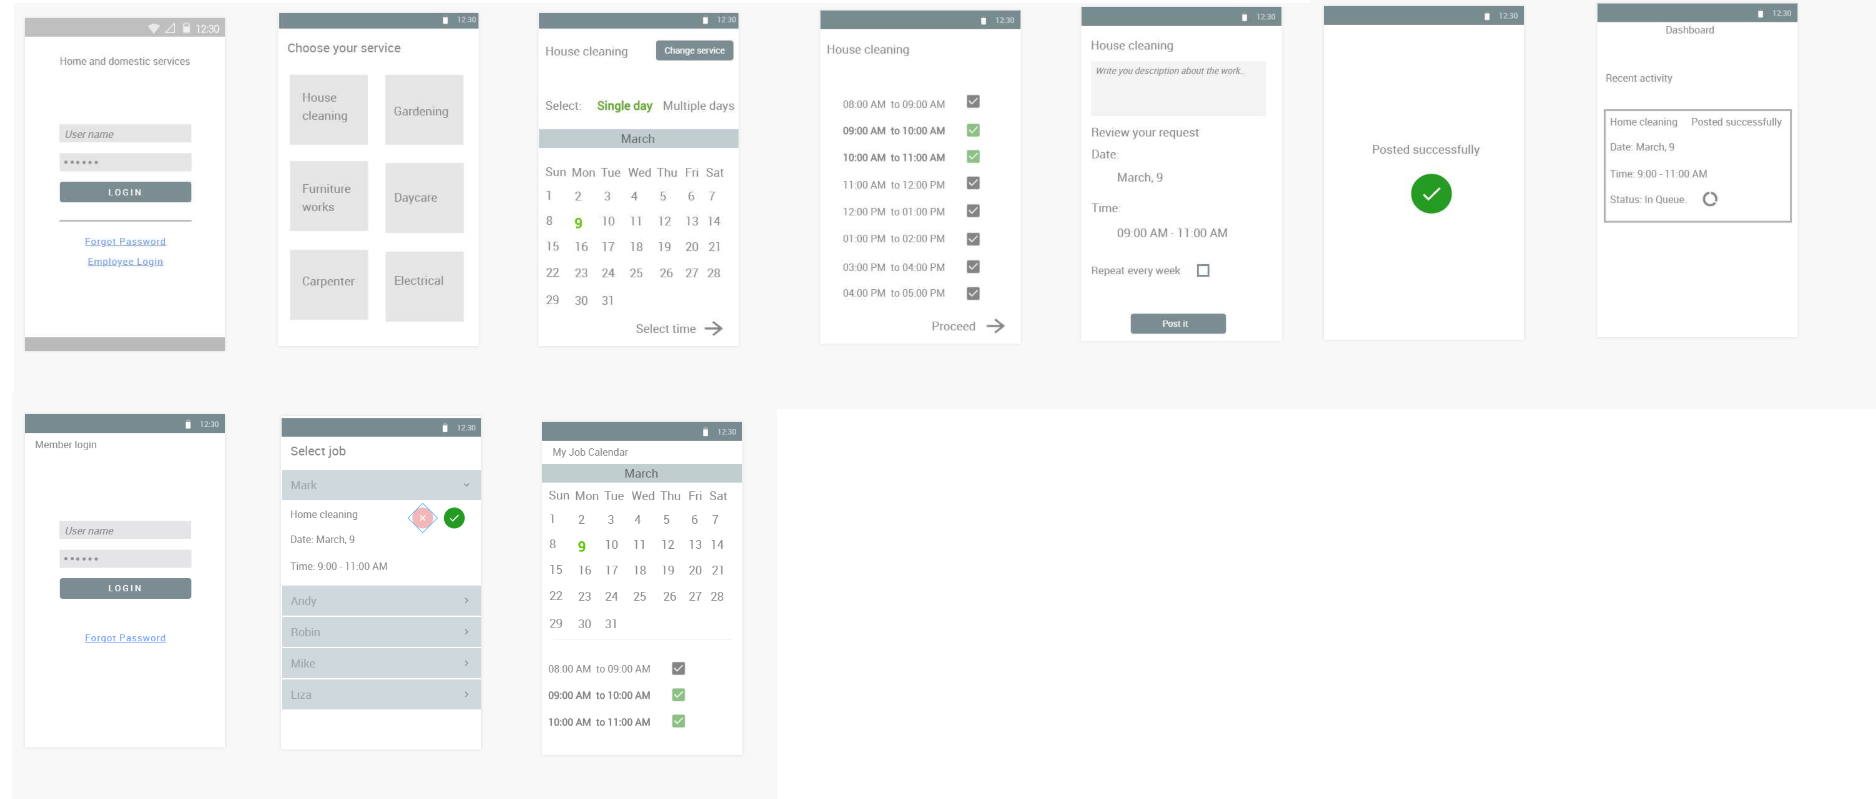 12:30
Home and domestic services
User name
LOGIN
Forgot Password
Employee Login
12:30
Choose your service
House cleaning
Gardening
Furniture works
Daycare
Carpenter
Electrical
12:30
House cleaning
Change service
Select: Single day Multiple days
March
Sun Mon Tue Wed Thu Fri Sat
1 2 3 4 5 6 7
8 9 10 11 12 13 14
15 16 17 18 19 20 21
22 23 24 25 26 27 28
29 30 31
Select time
12:30
House cleaning
08:00 AM to 09:00 AM
09:00 AM to 10:00 AM
10:00 AM to 11:00 AM
11:00 AM to 12:00 PM
12:00 PM to 01:00 PM
01:00 PM to 02:00 PM
03:00 PM to 04:00 PM
04:00 PM to 05:00 PM
Proceed
12:30
House cleaning
Write you description about the work..
Review your request
Date:
March, 9
Time:
09:00 AM - 11:00 AM
Repeat every week
Post it
12:30
Posted successfully
12:30
Dashboard
Recent activity
Home cleaning Posted successfully
Date: March, 9
Time: 9:00 - 11:00 AM
Status: In Queue.
12:30
Member login
User name
LOGIN
Forgot Password
12:30
Select job
Mark
Home cleaning
Date: March, 9
Time: 9:00 - 11:00 AM
Andy
Robin
Mike
Liza
12:30
My Job Calendar
March
Sun Mon Tue Wed Thu Fri Sat
1 2 3 4 5 6 7
8 9 10 11 12 13 14
15 16 17 18 19 20 21
22 23 24 25 26 27 28
29 30 31
08:00 AM to 09:00 AM
09:00 AM to 10:00 AM
10:00 AM to 11:00 AM